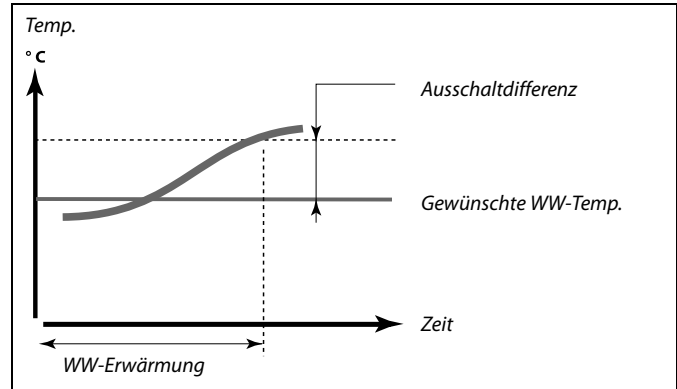 Temp.
° C
Ausschaltdifferenz
Gewünschte WW-Temp.
Zeit
WW-Erwärmung